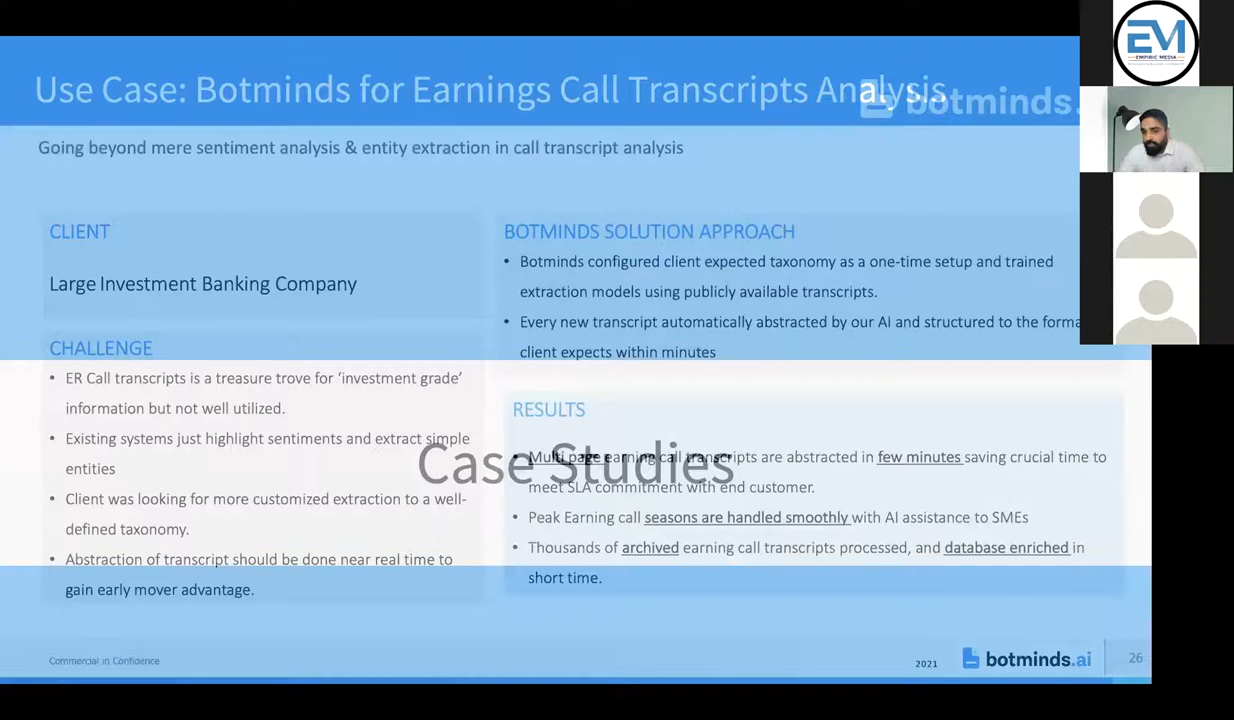 Use Case: Botminds for Earnings Call Transcripts Analysis
botminds.
Going beyond mere sentiment analysis & entity extraction in call transcript analysis
CLIENT
Large Investment Banking Company
CHALLENGE
• ER Call transcripts is a treasure trove for ‘investment grade’
information but not well utilized.
• Existing systems just highlight sentiments and extract simple
entities
• Client was looking for more customized extraction to a well-
defined taxonomy.
• Abstraction of transcript should be done near real time to
gain early mover advantage.
BOTMINDS SOLUTION APPROACH
• Botminds configured client expected taxonomy as a one-time setup and trained
extraction models using publicly available transcripts.
• Every new transcript automatically abstracted by our AI and structured to the forma
client expects within minutes
RESULTS
• Multi page earning call transcripts are abstracted in few minutes saving crucial time to
meet SLA commitment with end customer.
• Peak Earning call seasons are handled smoothly with AI assistance to SMEs
• Thousands of archived earning call transcripts processed, and database enriched in
short time.
Case Studies
Commercial in Confidence
2021
botminds.ai
26
EM
EMPIRIC MEDIA